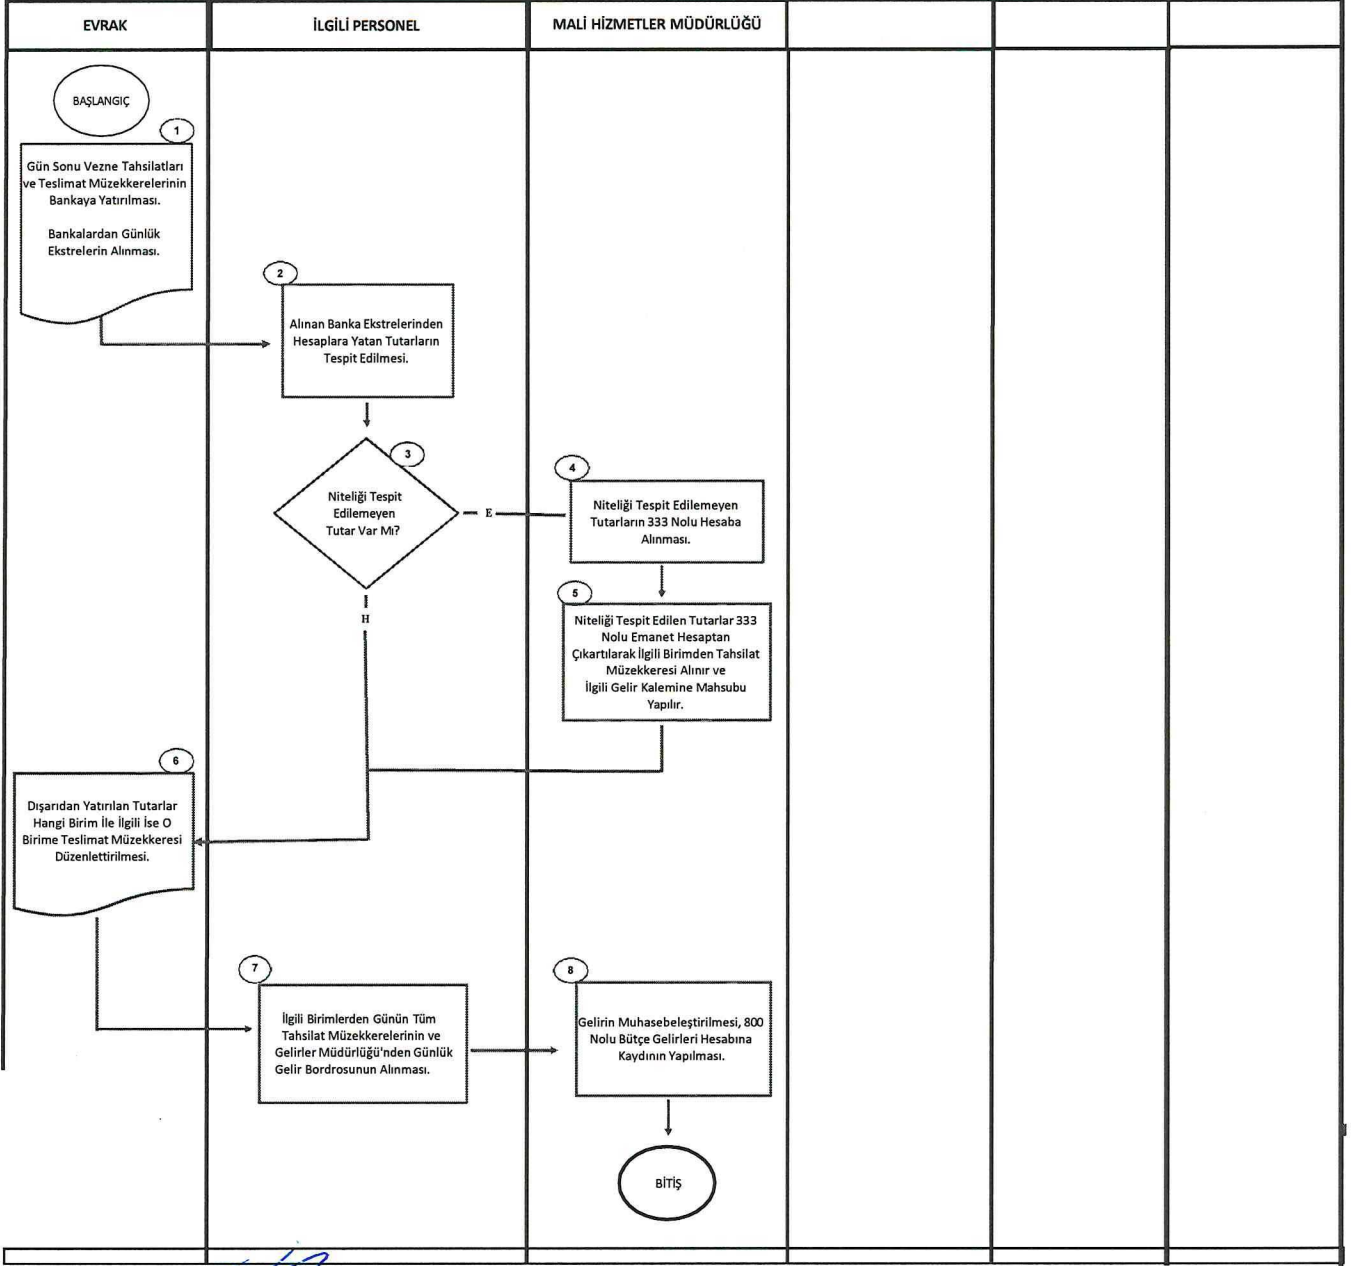 EVRAK
İLGİLİ PERSONEL
MALİ HİZMETLER MÜDÜRLÜĞÜ
BAŞLANGIÇ
1
Gün Sonu Vezne Tahsilatları
ve Teslimat Müzekkerelerinin
Bankaya Yatırılması.
Bankalardan Günlük
Ekstrelerin Alınması.
2
Alınan Banka Ekstrelerinden
Hesaplara Yatan Tutarların
Tespit Edilmesi.
3
Niteliği Tespit
Edilemeyen
Tutar Var Mı?
E
H
4
Niteliği Tespit Edilemeyen
Tutarların 333 Nolu Hesaba
Alınması.
5
Niteliği Tespit Edilen Tutarlar 333
Nolu Emanet Hesaptan
Çıkartılarak İlgili Birimden Tahsilat
Müzekkeresi Alınır ve
İlgili Gelir Kalemine Mahsubu
Yapılır.
6
Dışarıdan Yatırılan Tutarlar
Hangi Birim İle İlgili İse O
Birime Teslimat Müzekkeresi
Düzenlettirilmesi.
7
İlgili Birimlerden Günün Tüm
Tahsilat Müzekkerelerinin ve
Gelirler Müdürlüğü'nden Günlük
Gelir Bordrosunun Alınması.
8
Gelirin Muhasebeleştirilmesi, 800
Nolu Bütçe Gelirleri Hesabına
Kaydının Yapılması.
BİTİŞ